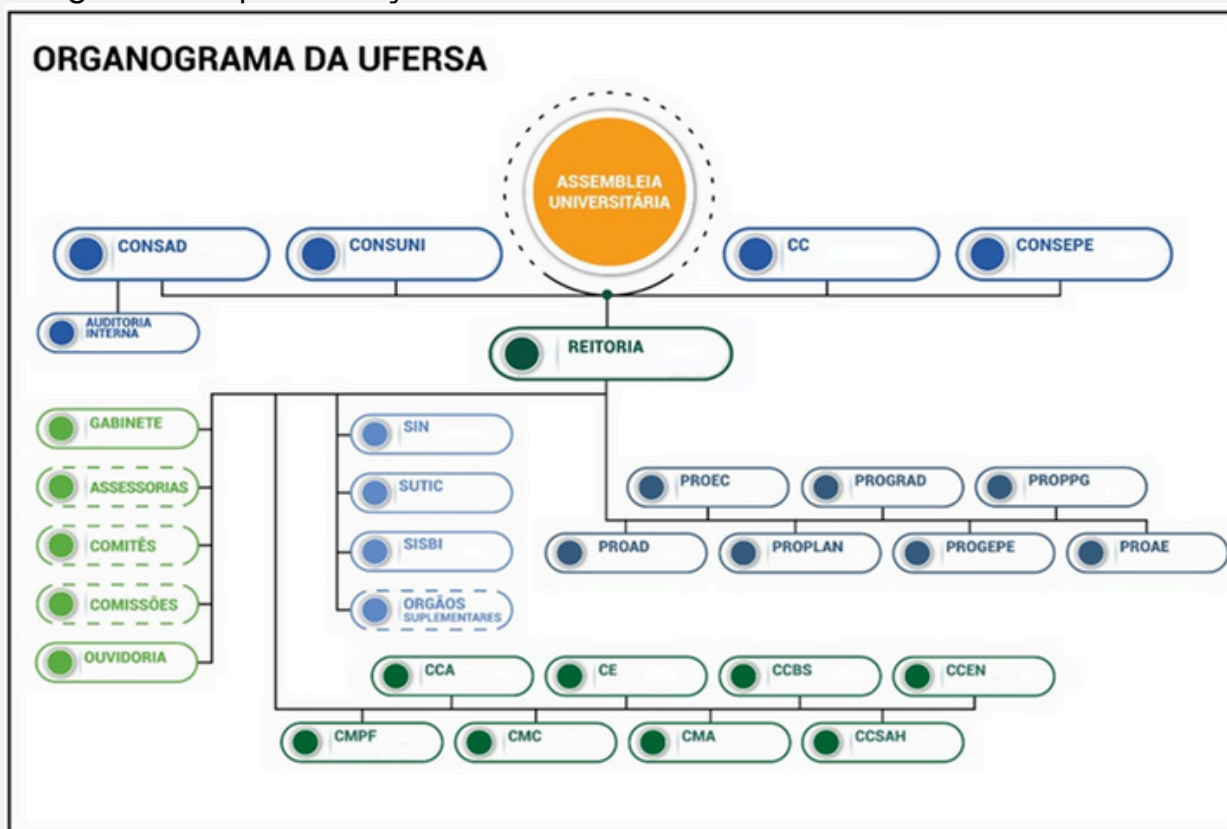 ORGANOGRAMA DA UFERSA
ASSEMBLEIA
UNIVERSITÁRIA
CONSAD
CONSUNI
CC
CONSEPE
AUDITORIA
INTERNA
REITORIA
GABINETE
ASSESSORIAS
COMITÊS
COMISSÕES
OUVIDORIA
SIN
SUTIC
SISBI
ORGÃOS
SUPLEMENTARES
PROEC
PROGRAD
PROPPG
PROAD
PROPLAN
PROGEPE
PROAE
CCA
CE
CCBS
CCEN
CMPF
CMC
CMA
CCSAH